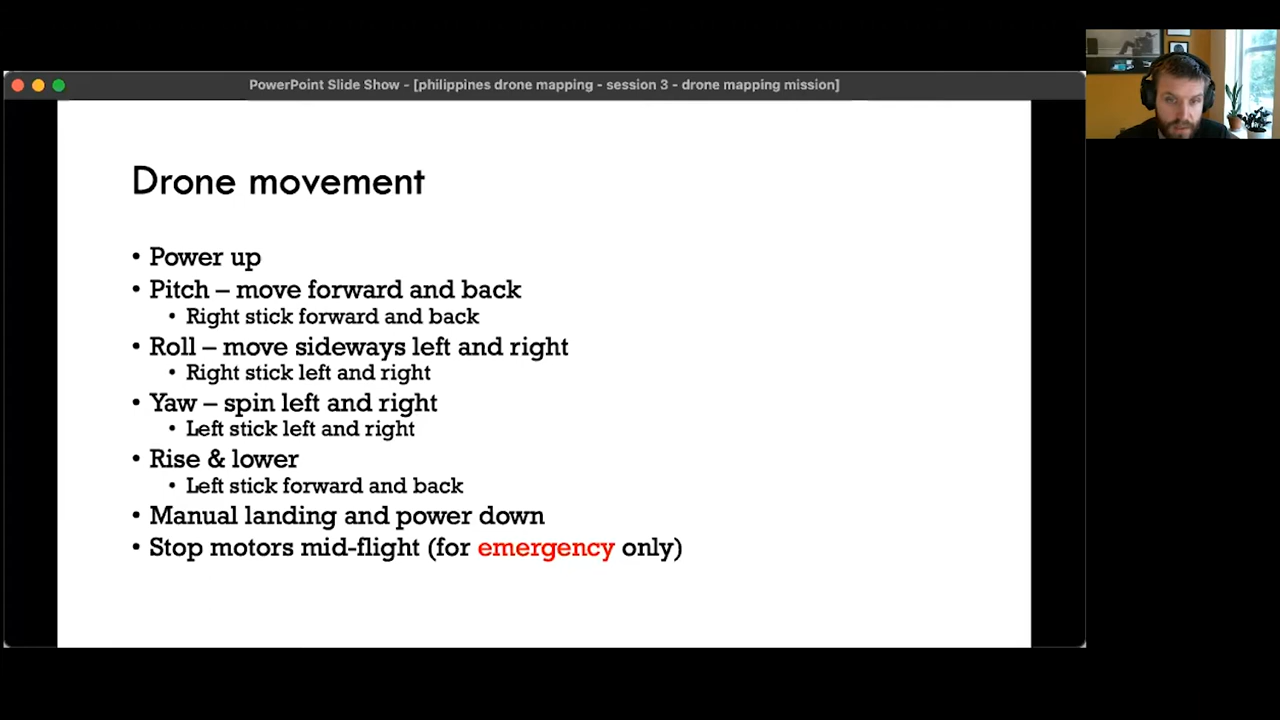 PowerPoint Slide Show - [philippines drone mapping - session 3 - drone mapping mission]
Drone movement
• Power up
• Pitch – move forward and back
• Right stick forward and back
• Roll – move sideways left and right
• Right stick left and right
• Yaw – spin left and right
• Left stick left and right
• Rise & lower
• Left stick forward and back
• Manual landing and power down
• Stop motors mid-flight (for emergency only)